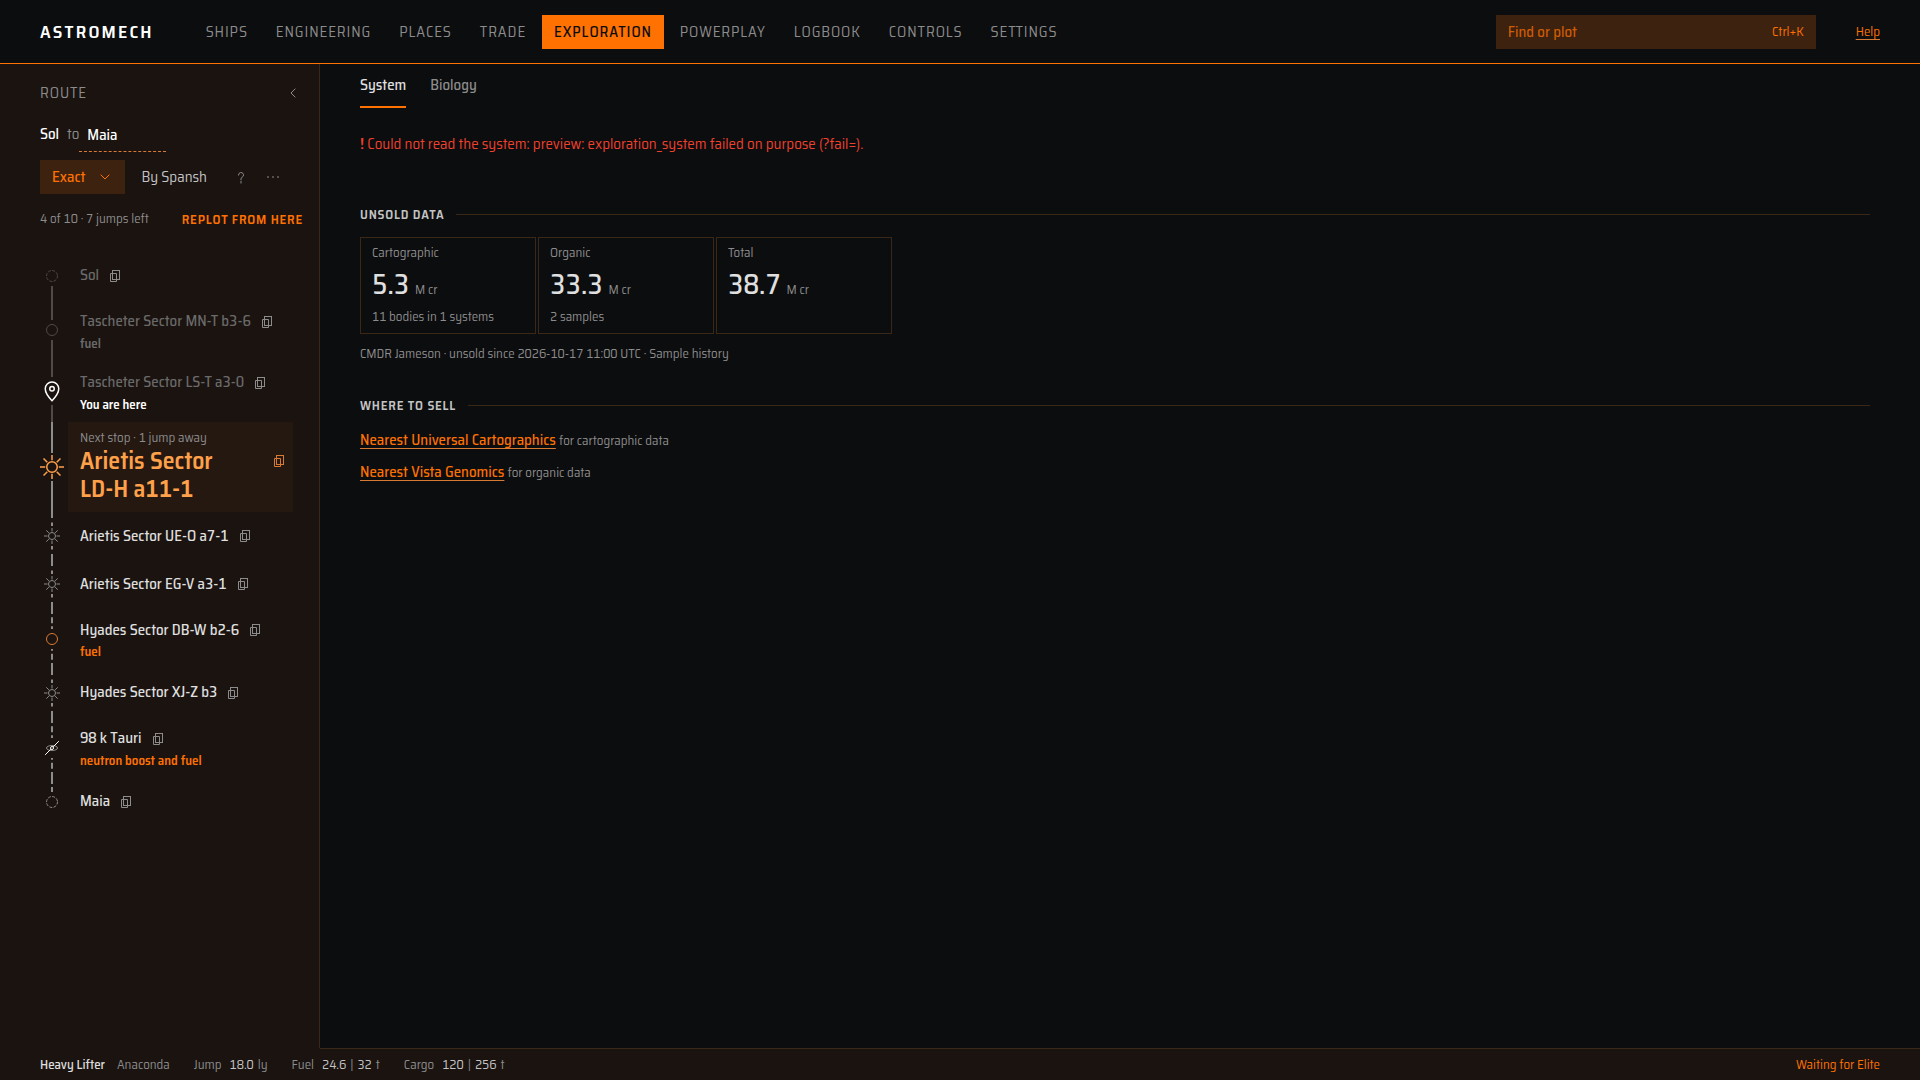 ASTROMECH SHIPS ENGINEERING PLACES TRADE EXPLORATION POWERPLAY LOGBOOK CONTROLS SETTINGS Find or plot Ctrl+K Help
ROUTE
Sol to Maia
Exact By Spansh ? ···
4 of 10 · 7 jumps left REPLOT FROM HERE
Sol
Tascheter Sector MN-T b3-6
fuel
Tascheter Sector LS-T a3-0
You are here
Next stop · 1 jump away
Arietis Sector
LD-H a11-1
Arietis Sector UE-O a7-1
Arietis Sector EG-V a3-1
Hyades Sector DB-W b2-6
fuel
Hyades Sector XJ-Z b3
98 k Tauri
neutron boost and fuel
Maia
System Biology
! Could not read the system: preview: exploration_system failed on purpose (?fail=).
UNSOLD DATA
Cartographic Organic Total
5.3 M cr 33.3 M cr 38.7 M cr
11 bodies in 1 systems 2 samples
CMDR Jameson · unsold since 2026-10-17 11:00 UTC · Sample history
WHERE TO SELL
Nearest Universal Cartographics for cartographic data
Nearest Vista Genomics for organic data
Heavy Lifter Anaconda Jump 18.0 ly Fuel 24.6 | 32 t Cargo 120 | 256 t Waiting for Elite